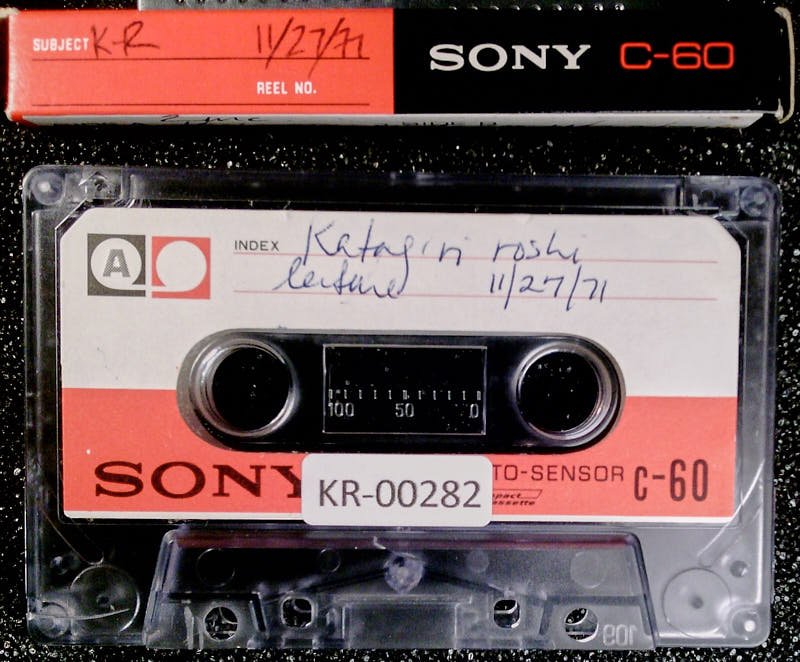 SUBJECT K-R 11/27/71
REEL NO.
SONY C-60
A
INDEX Katagiri roshi
lecture 11/27/71
100 50 0
SONY TO-SENSOR C-60
KR-00282